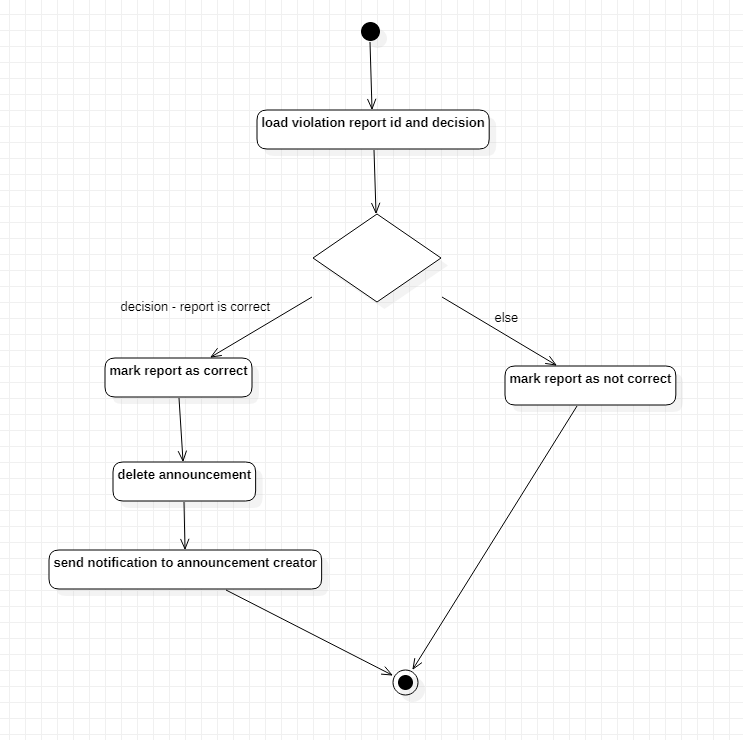 load violation report id and decision
decision - report is correct
else
mark report as correct
mark report as not correct
delete announcement
send notification to announcement creator